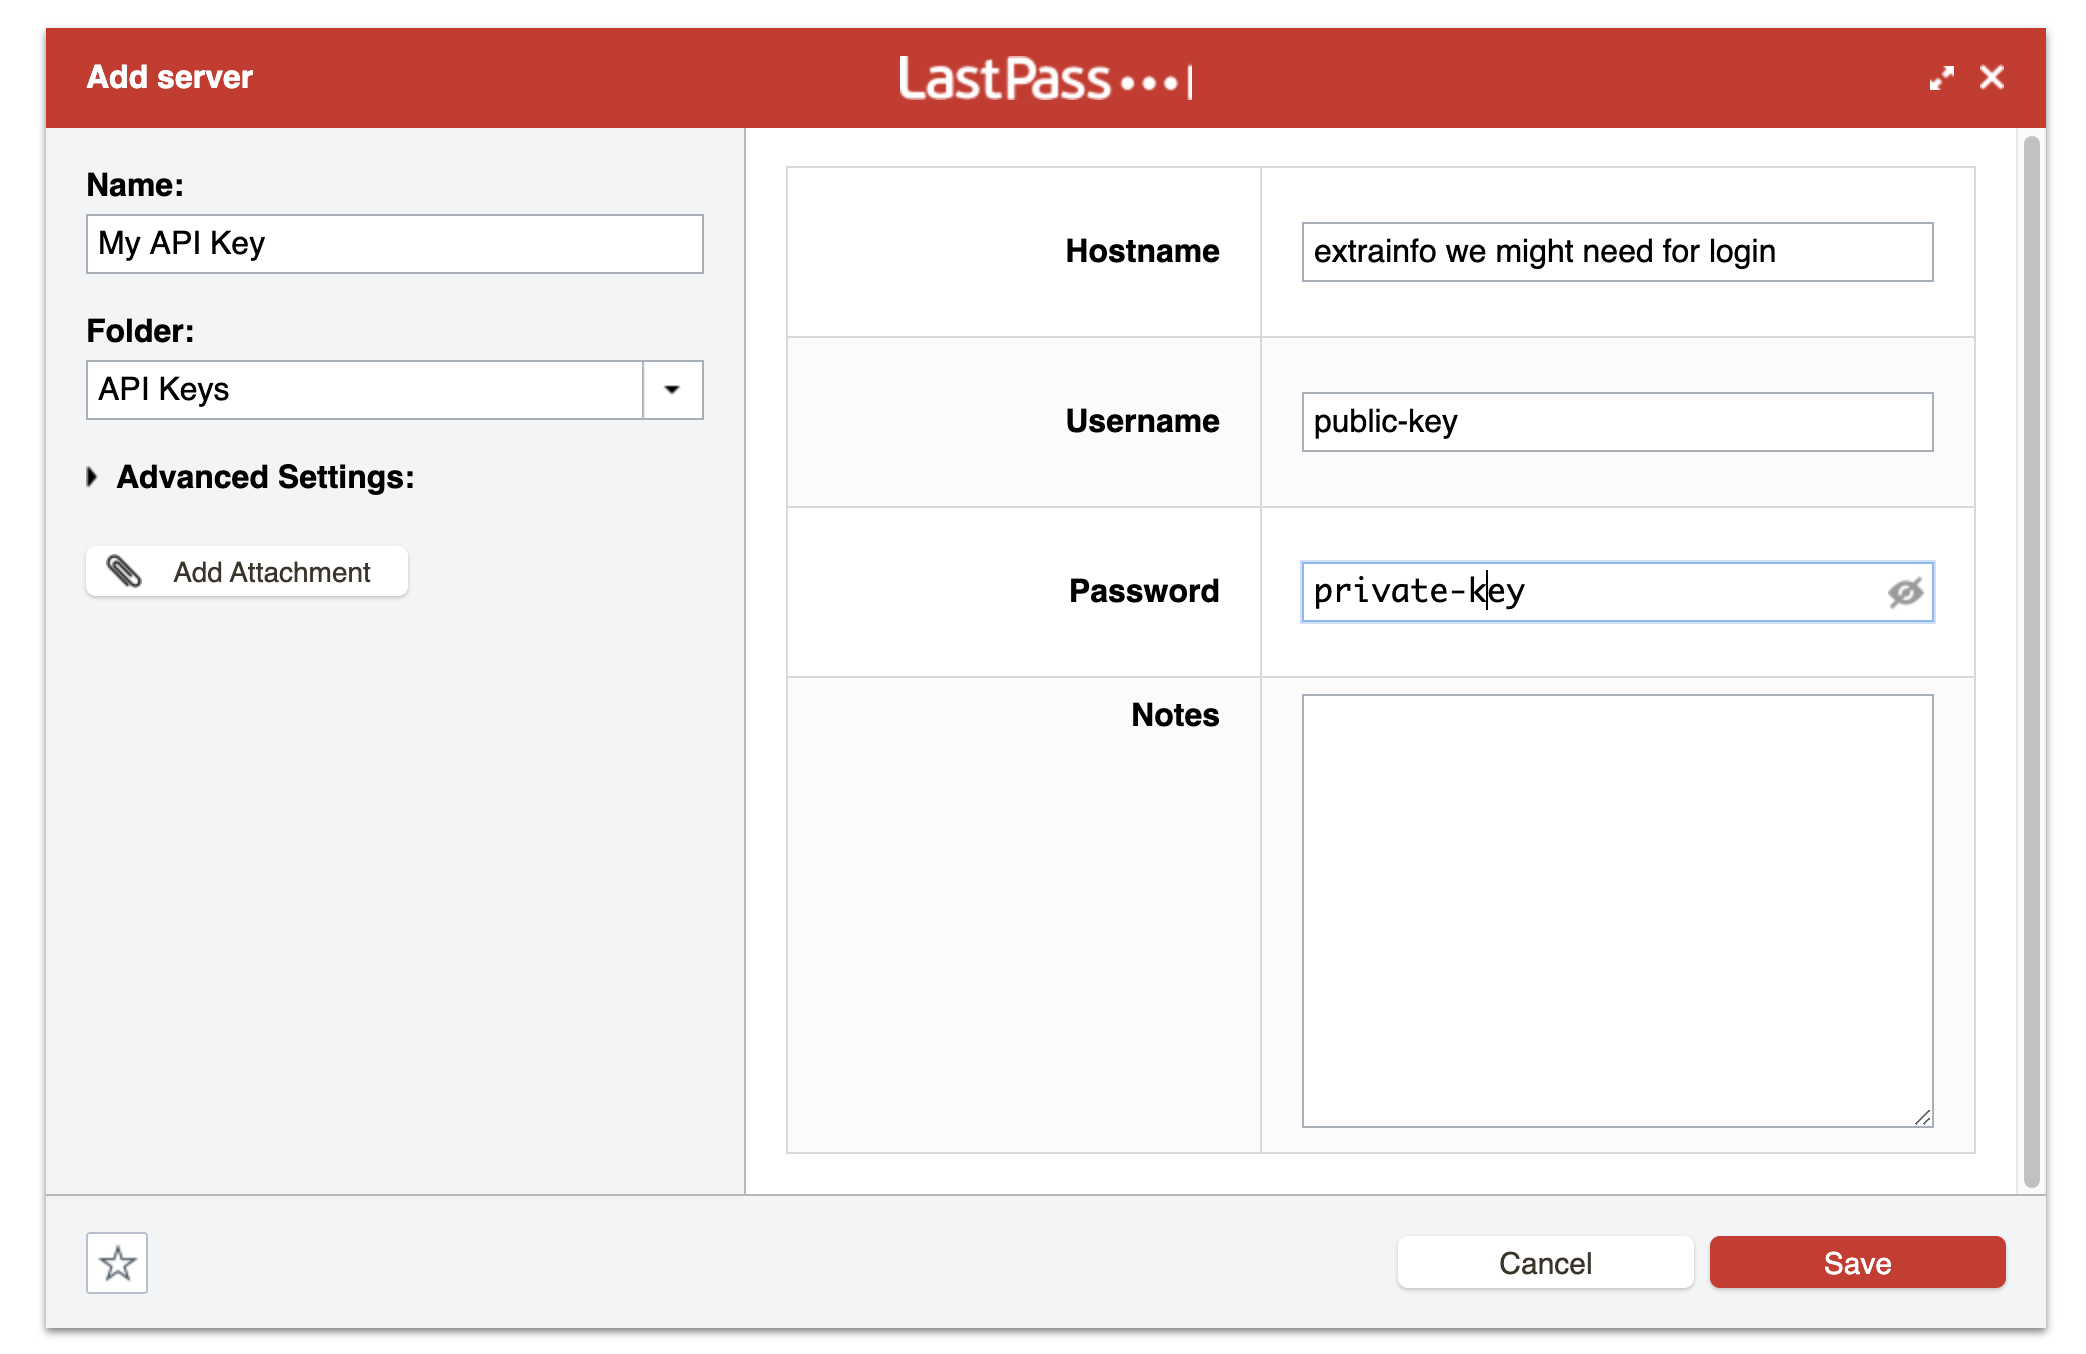 Add server
LastPass•••|
Name:
My API Key
Folder:
API Keys
Advanced Settings:
Add Attachment
Hostname
extrainfo we might need for login
Username
public-key
Password
private-key
Notes
Cancel
Save